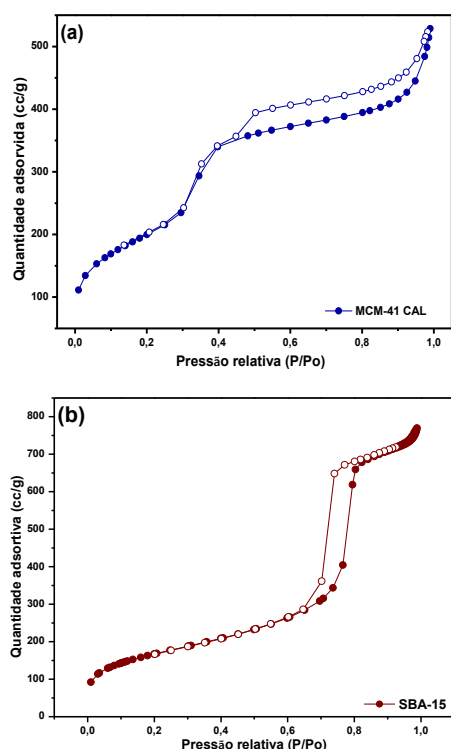 (a)
Quantidade adsorvida (cc/g)
500
400
300
200
100
MCM-41 CAL
0,0 0,2 0,4 0,6 0,8 1,0
Pressão relativa (P/Po)
(b)
Quantidade adsortiva (cc/g)
800
700
600
500
400
300
200
100
0
SBA-15
0,0 0,2 0,4 0,6 0,8 1,0
Pressão relativa (P/Po)